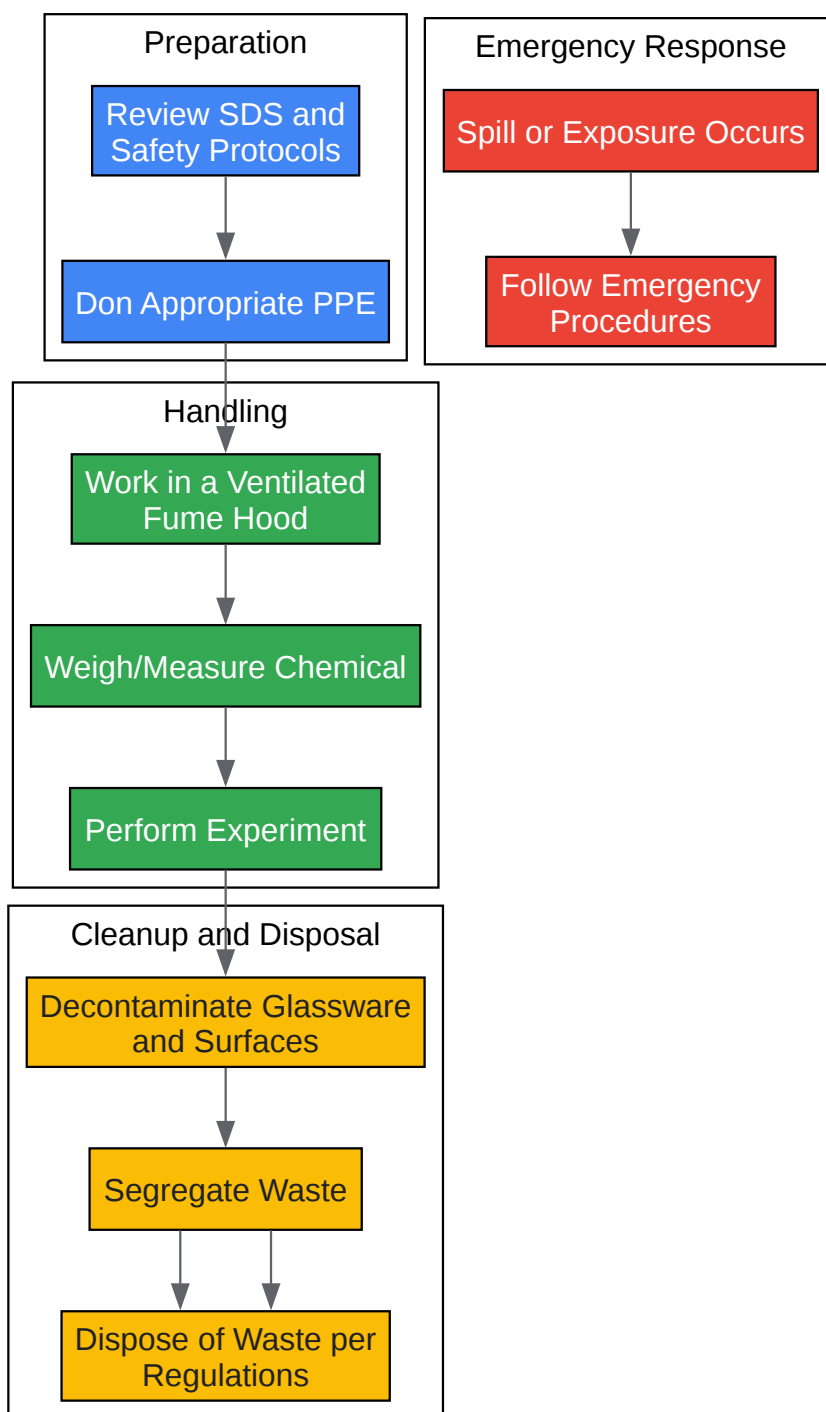 Preparation
Review SDS and
Safety Protocols
Don Appropriate PPE
Emergency Response
Spill or Exposure Occurs
Follow Emergency
Procedures
Handling
Work in a Ventilated
Fume Hood
Weigh/Measure Chemical
Perform Experiment
Cleanup and Disposal
Decontaminate Glassware
and Surfaces
Segregate Waste
Dispose of Waste per
Regulations